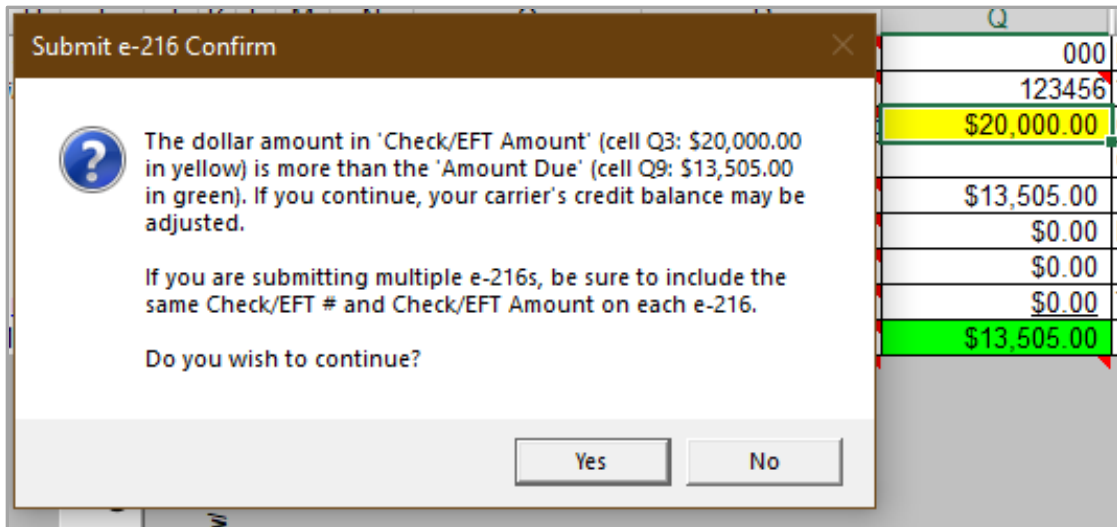 Q
Submit e-216 Confirm
000
123456
$20,000.00
The dollar amount in 'Check/EFT Amount' (cell Q3: $20,000.00
in yellow) is more than the 'Amount Due' (cell Q9: $13,505.00
in green). If you continue, your carrier's credit balance may be
adjusted.
If you are submitting multiple e-216s, be sure to include the
same Check/EFT # and Check/EFT Amount on each e-216.
Do you wish to continue?
Yes
No
$13,505.00
$0.00
$0.00
$0.00
$13,505.00